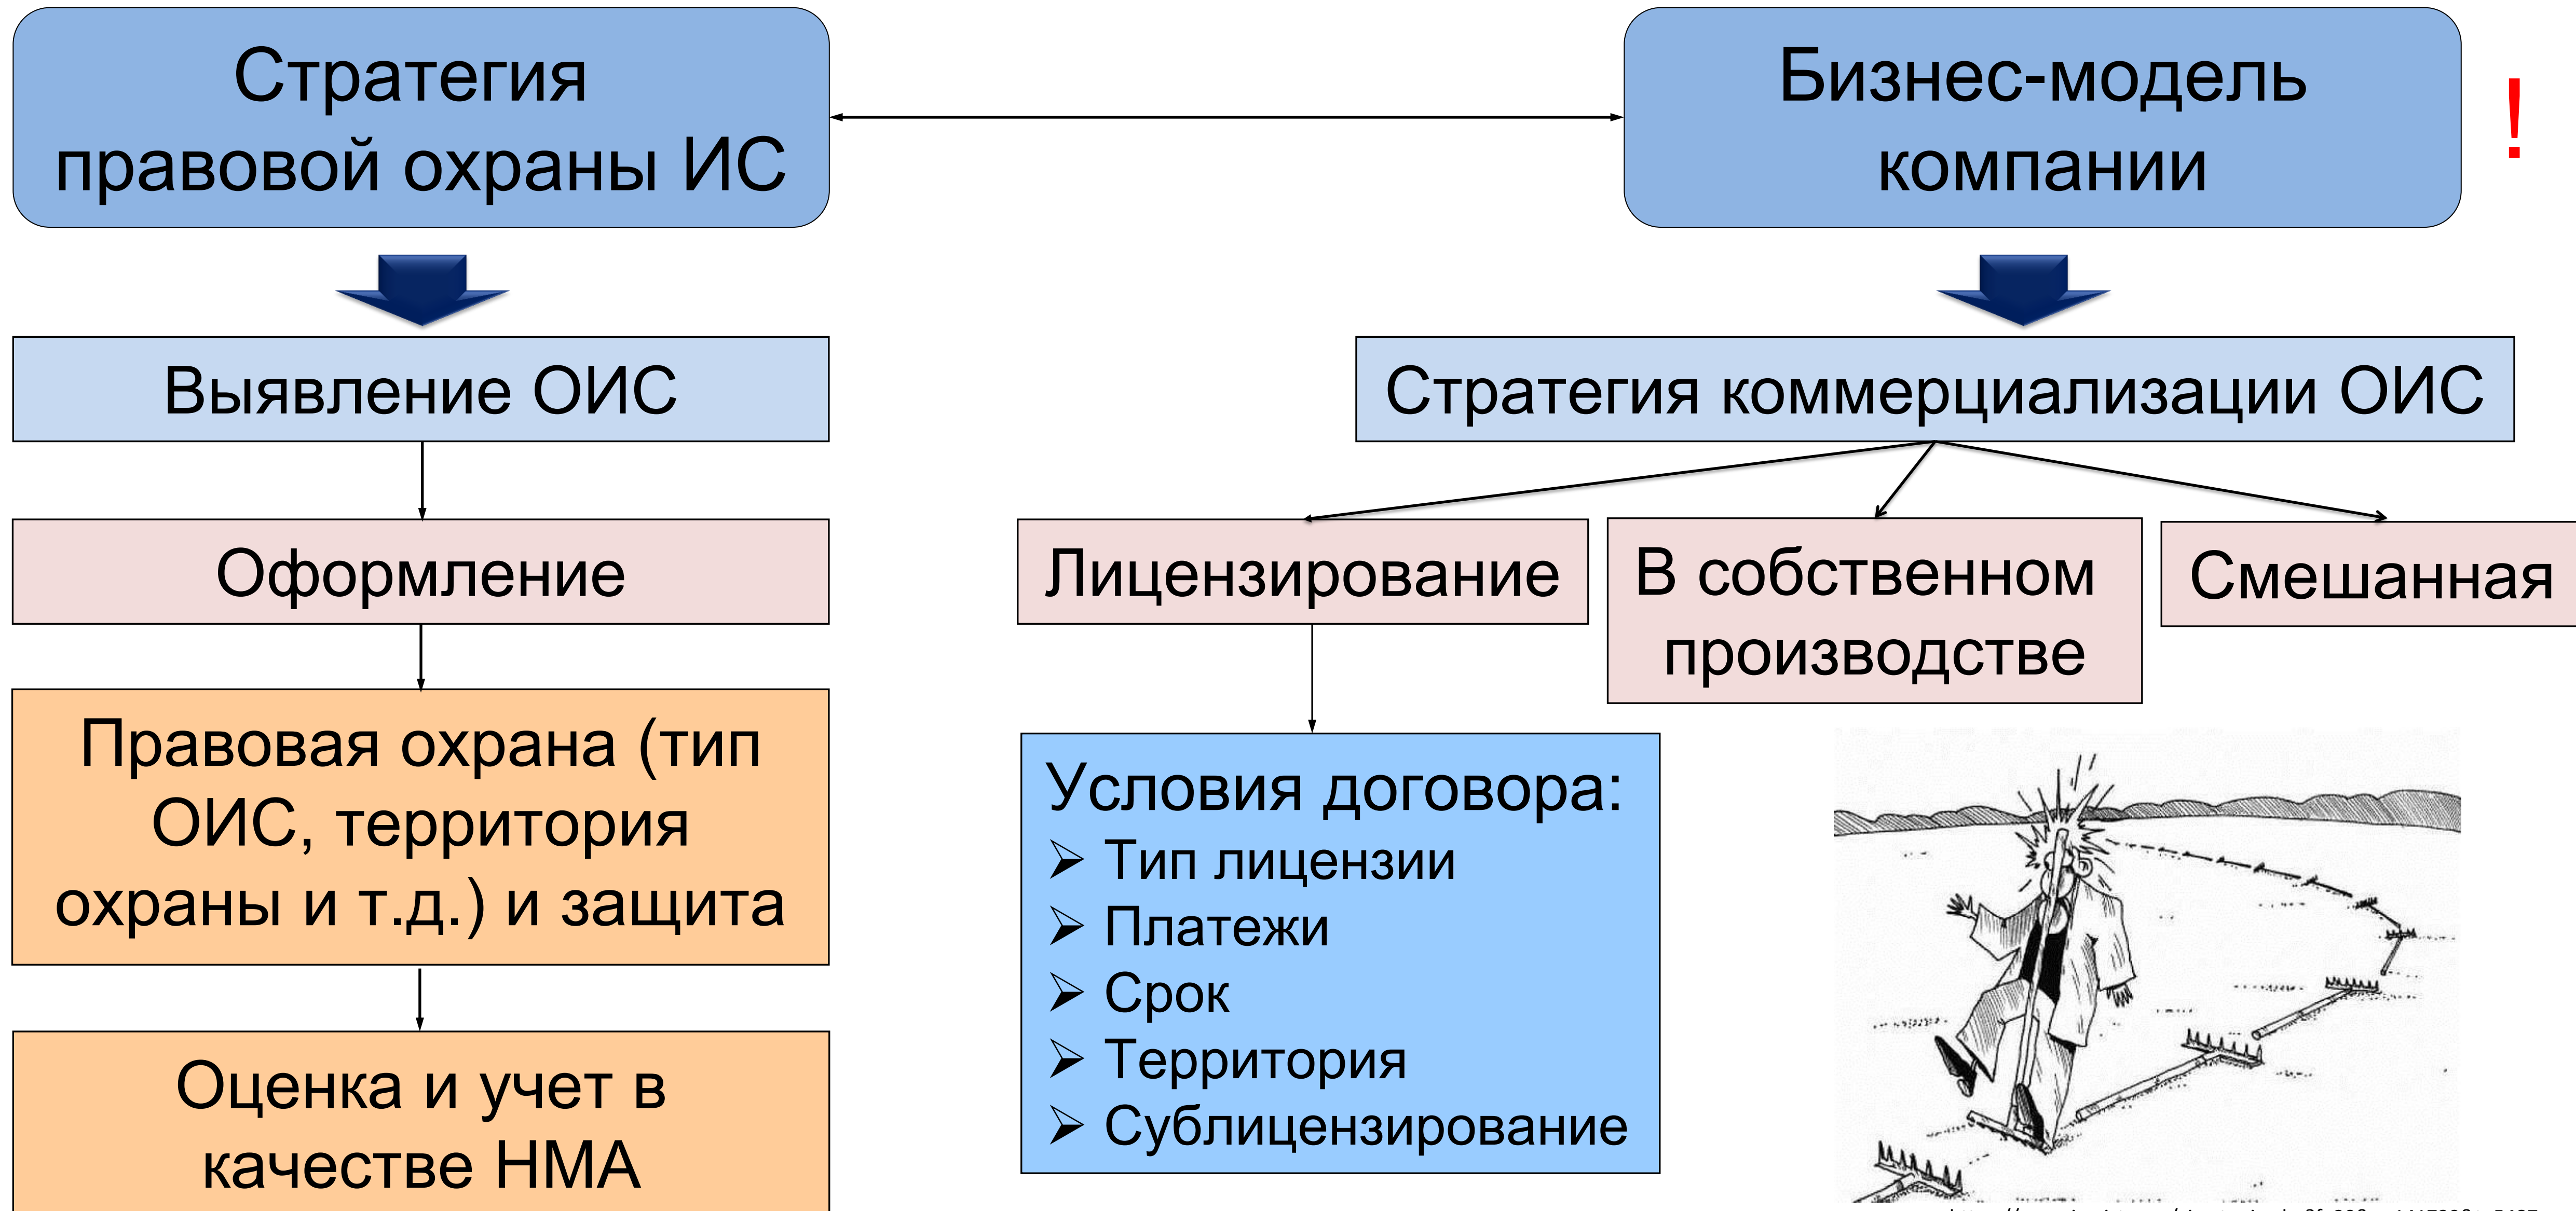 Стратегия
правовой охраны ИС
Бизнес-модель
компании
!
Выявление ОИС
Оформление
Правовая охрана (тип
ОИС, территория
охраны и т.д.) и защита
Оценка и учет в
качестве НМА
Стратегия коммерциализации ОИС
Лицензирование
В собственном
производстве
Смешанная
Условия договора:
➢ Тип лицензии
➢ Платежи
➢ Срок
➢ Территория
➢ Сублицензирование